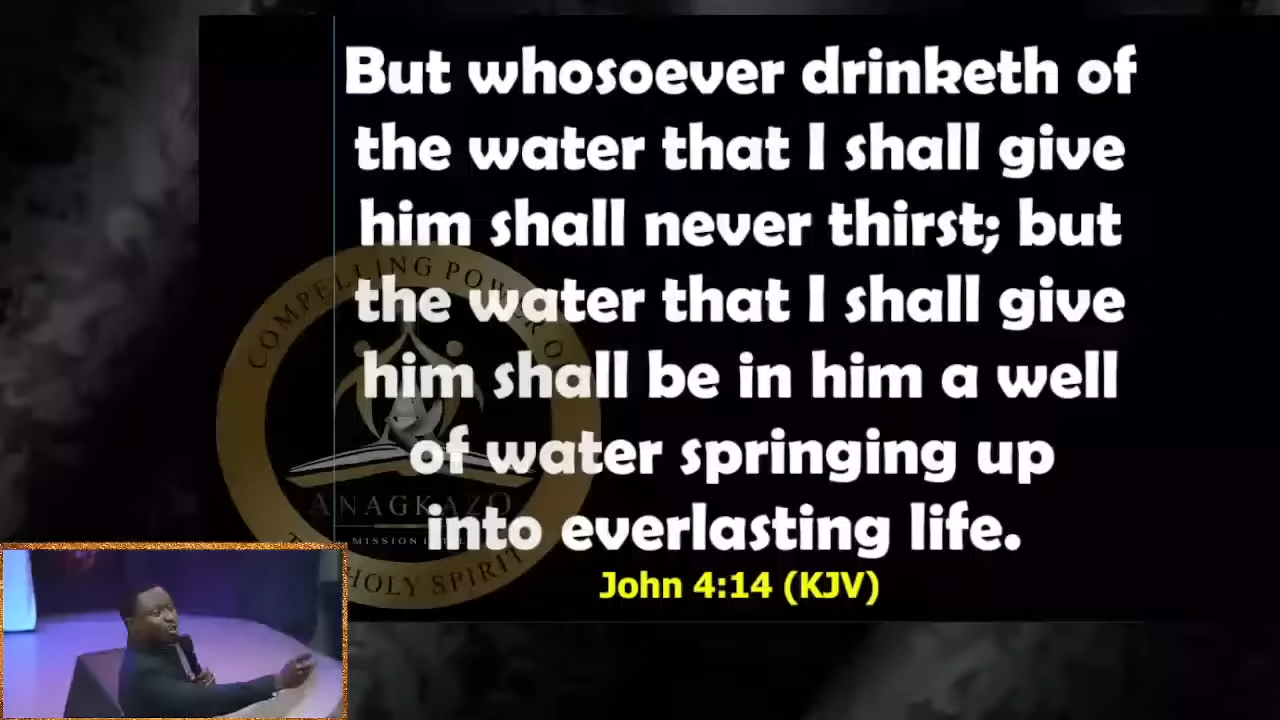 But whosoever drinketh of
the water that I shall give
him shall never thirst; but
the water that I shall give
him shall be in him a well
of water springing up
into everlasting life.
John 4:14 (KJV)
COMPELLING POWER O
ANAGKAZO
MISSION
HOLY SPIRIT